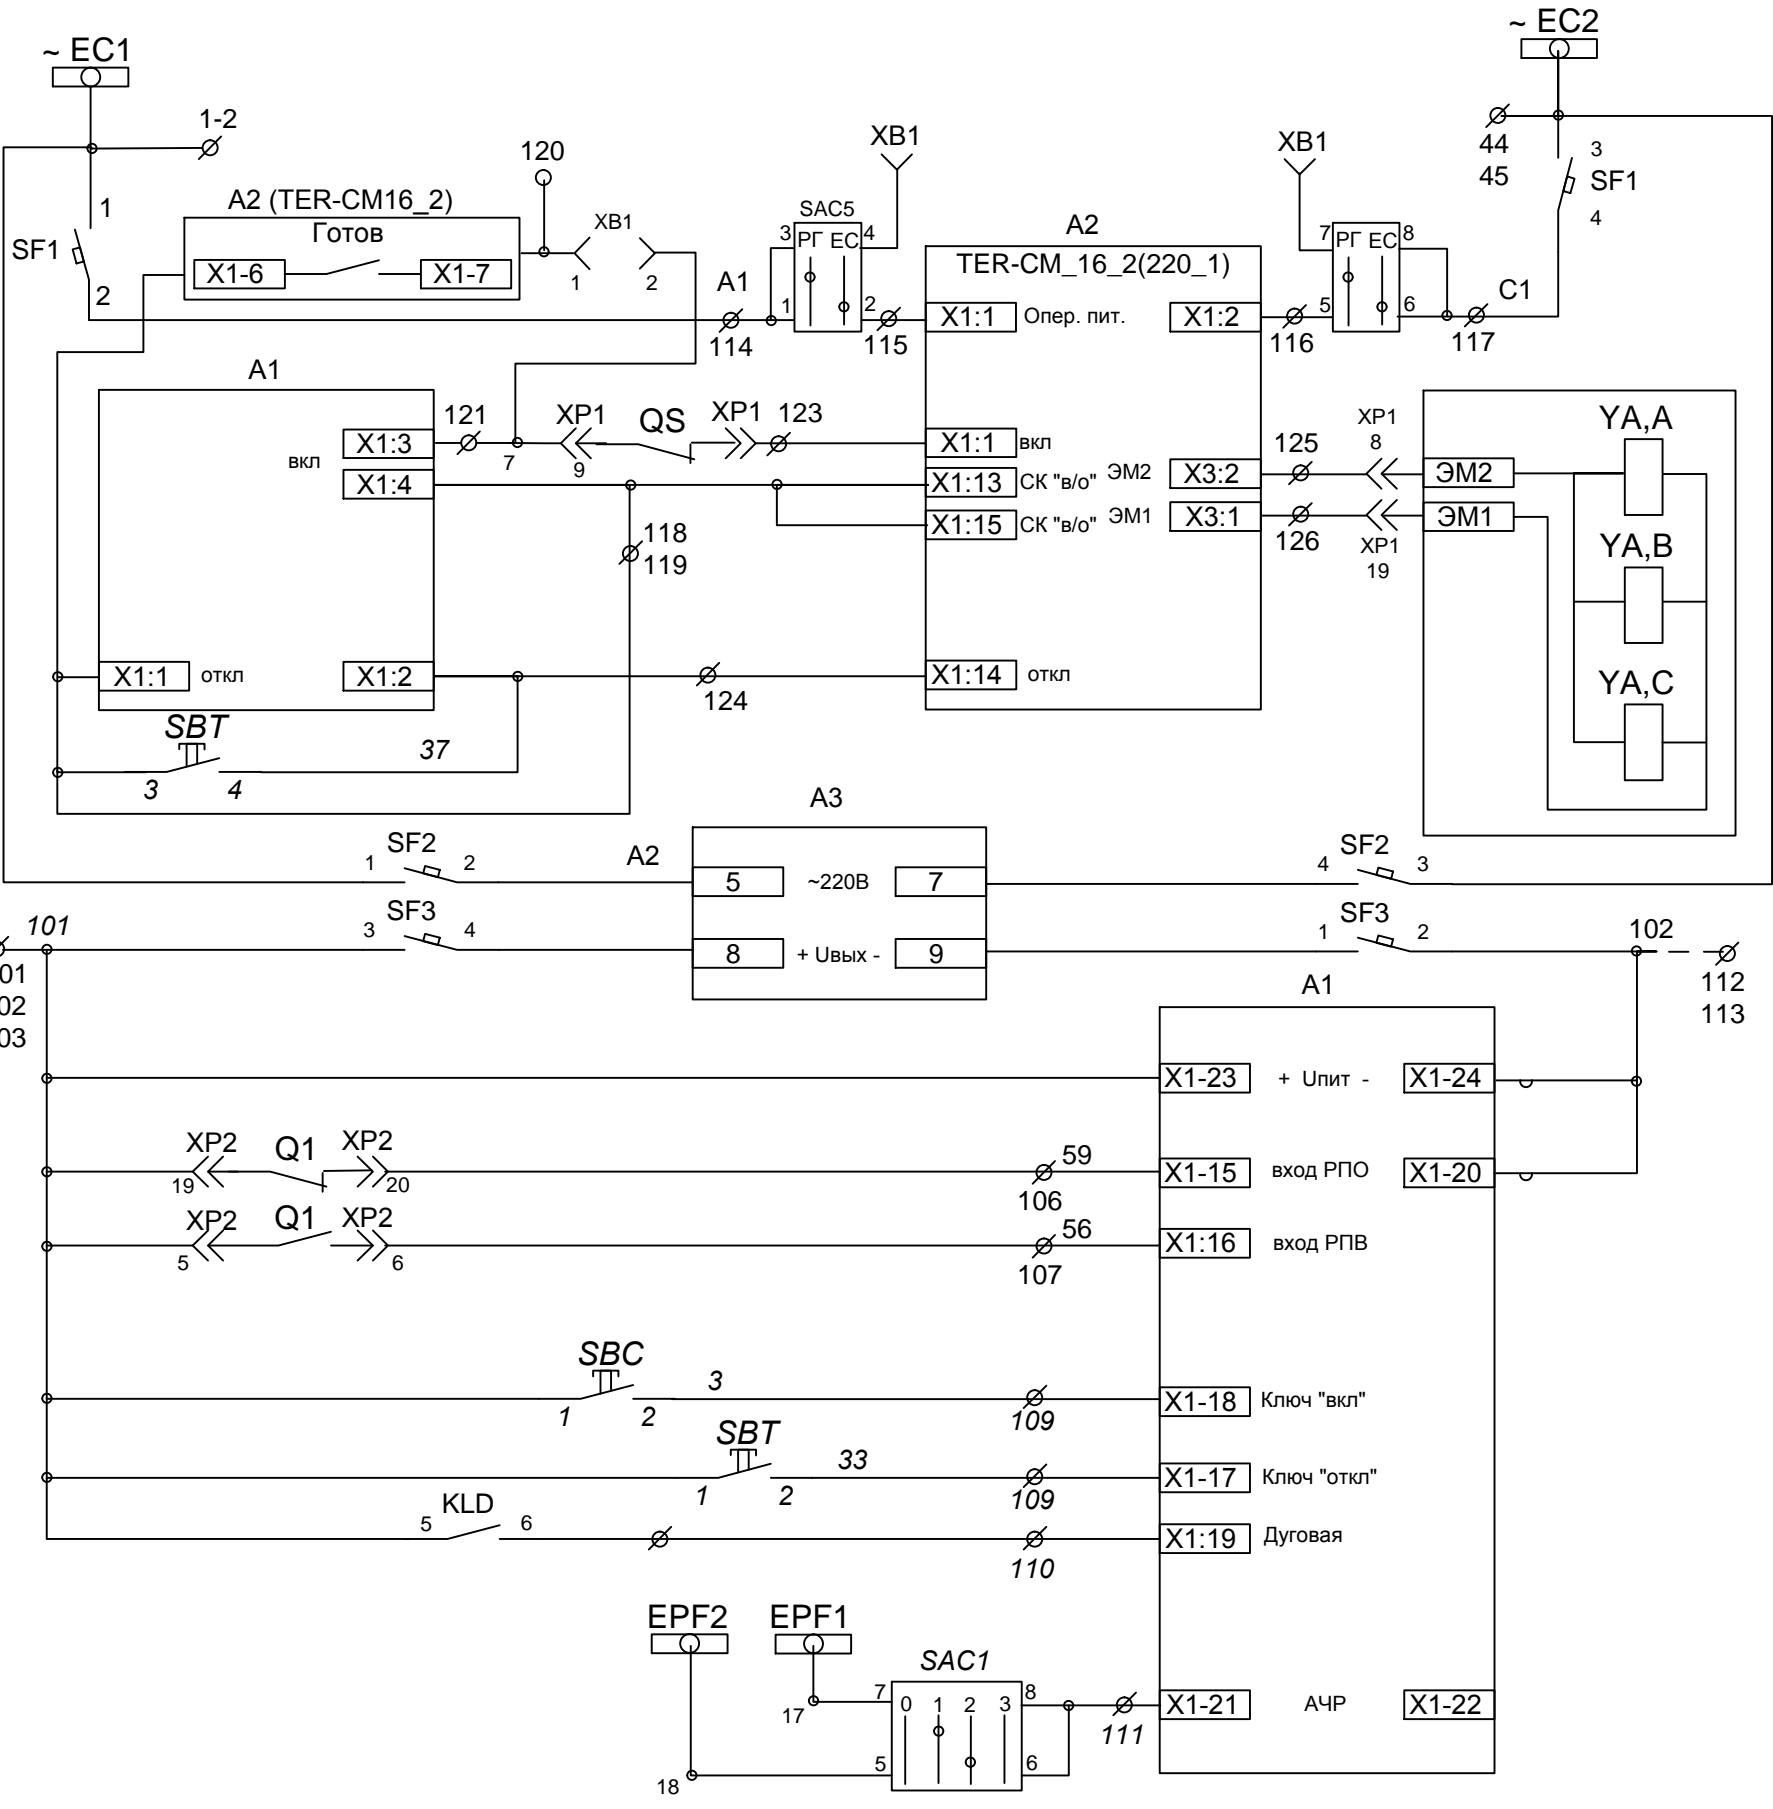 ~ EC1
~ EC2
1-2
XB1
XB1
44
45
3
SF1
4
120
A2 (TER-CM16_2)
Готов
X1-6
X1-7
XB1
1
2
1
SF1
2
SAC5
3 РГ ЕС 4
1
2
A1
114
115
A2
TER-CM_16_2(220_1)
X1:1 Опер. пит.
X1:2
116
7 РГ ЕС 8
5
6
C1
117
A1
121
7
XP1
9
QS
XP1
123
X1:3
вкл
X1:4
X1:1 вкл
X1:13 СК "в/о" ЭМ2 X3:2
X1:15 СК "в/о" ЭМ1 X3:1
125
126
XP1
8
XP1
19
ЭМ2
ЭМ1
YA,A
YA,B
YA,C
118
119
X1:1 откл
X1:2
124
X1:14 откл
SBT
37
3
4
A3
SF2
1
2
A2
5 ~220В 7
SF2
4
3
101
SF3
3
4
8 + Uвых - 9
SF3
1
2
102
112
113
01
02
03
A1
X1-23 + Uпит - X1-24
XP2
Q1
XP2
19
20
59
106
X1-15 вход РПО X1-20
XP2
Q1
XP2
5
6
56
107
X1:16 вход РПВ
SBC
3
1
2
109
X1-18 Ключ "вкл"
SBT
33
1
2
109
X1-17 Ключ "откл"
KLD
5
6
110
X1:19 Дуговая
EPF2
EPF1
SAC1
17
18
7 0 1 2 3 8
5
6
111
X1-21 АЧР X1-22